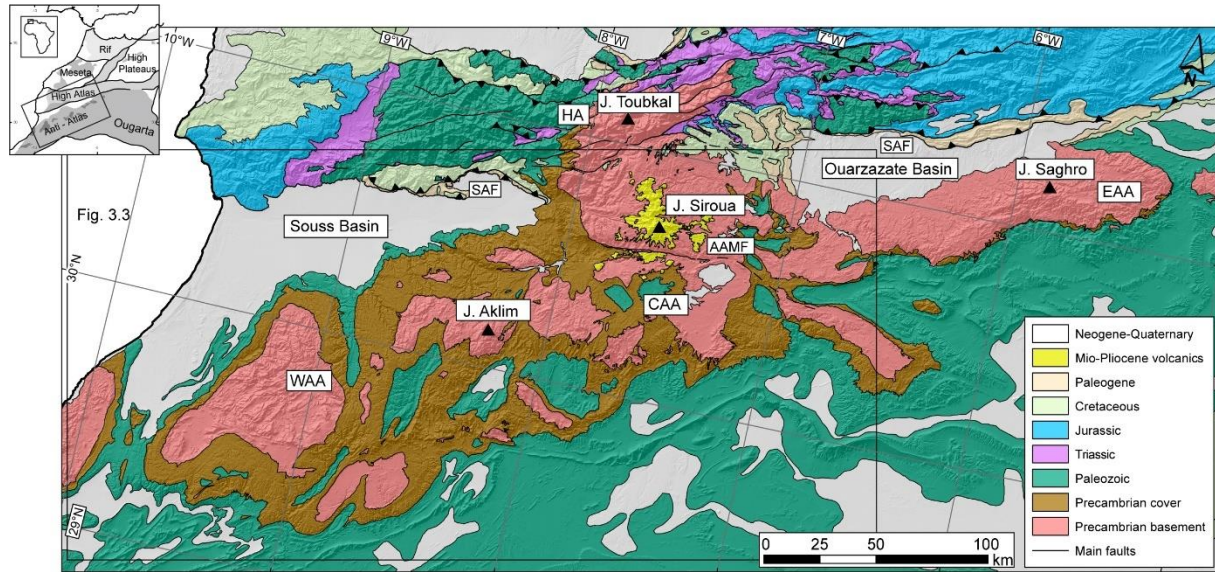 Rif
Meseta
High
Plateaus
High Atlas
Anti-Atlas
Ougarta
10°W
9°W
8°W
7°W
6°W
N
HA
J. Toubkal
SAF
Ouarzazate Basin
SAF
J. Saghro
EAA
Fig. 3.3
Souss Basin
J. Siroua
AAMF
30°N
J. Aklim
CAA
WAA
29°N
Neogene-Quaternary
Mio-Pliocene volcanics
Paleogene
Cretaceous
Jurassic
Triassic
Paleozoic
Precambrian cover
Precambrian basement
Main faults
0 25 50 100
km